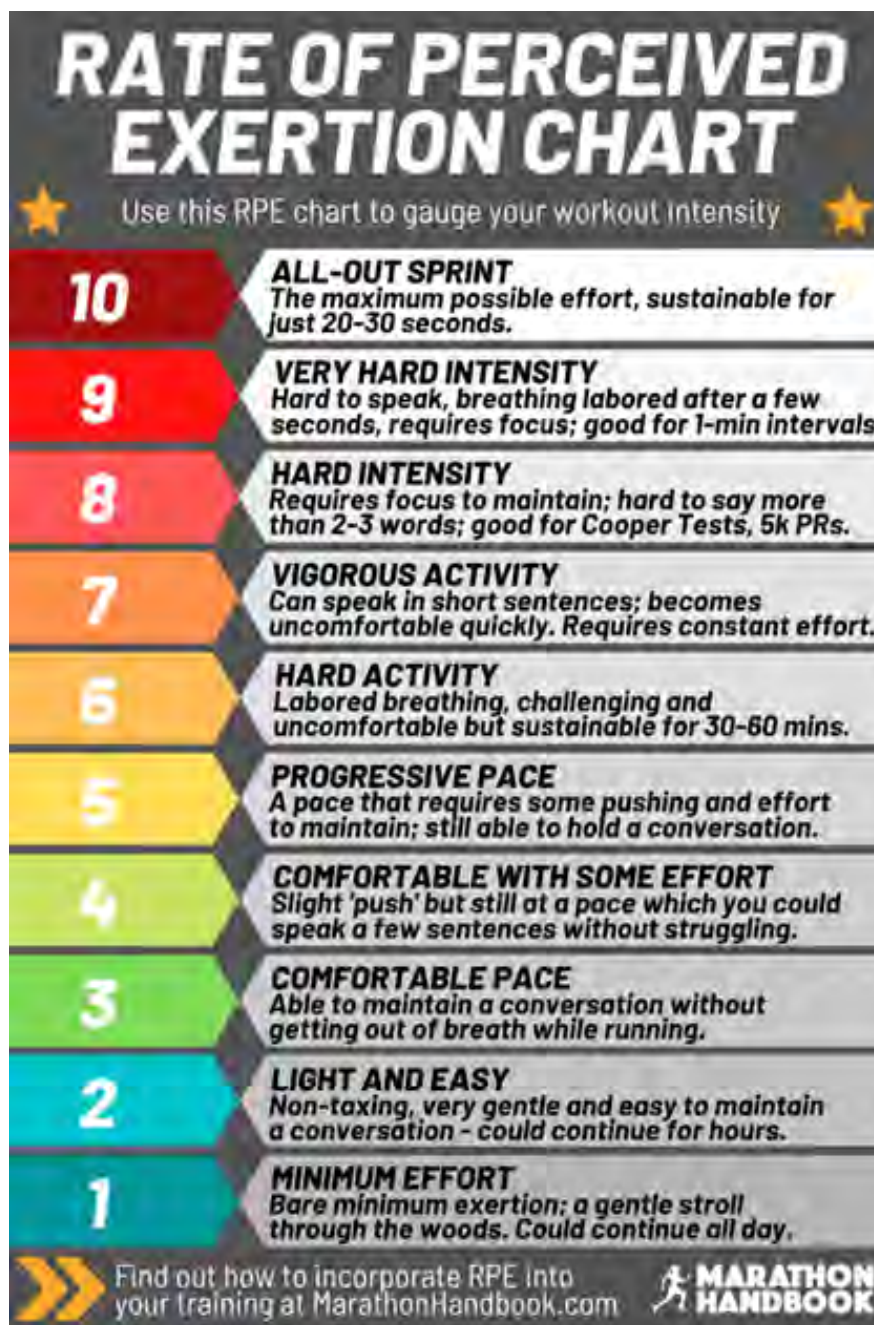 RATE OF PERCEIVED
EXERTION CHART
Use this RPE chart to gauge your workout intensity
10
ALL-OUT SPRINT
The maximum possible effort, sustainable for
just 20-30 seconds.
9
VERY HARD INTENSITY
Hard to speak, breathing labored after a few
seconds, requires focus; good for 1-min intervals
8
HARD INTENSITY
Requires focus to maintain; hard to say more
than 2-3 words; good for Cooper Tests, 5k PRs.
7
VIGOROUS ACTIVITY
Can speak in short sentences; becomes
uncomfortable quickly. Requires constant effort.
6
HARD ACTIVITY
Labored breathing, challenging and
uncomfortable but sustainable for 30-60 mins.
5
PROGRESSIVE PACE
A pace that requires some pushing and effort
to maintain; still able to hold a conversation.
4
COMFORTABLE WITH SOME EFFORT
Slight 'push' but still at a pace which you could
speak a few sentences without struggling.
3
COMFORTABLE PACE
Able to maintain a conversation without
getting out of breath while running.
2
LIGHT AND EASY
Non-taxing, very gentle and easy to maintain
a conversation - could continue for hours.
1
MINIMUM EFFORT
Bare minimum exertion; a gentle stroll
through the woods. Could continue all day.
Find out how to incorporate RPE into
your training at MarathonHandbook.com
MARATHON
HANDBOOK